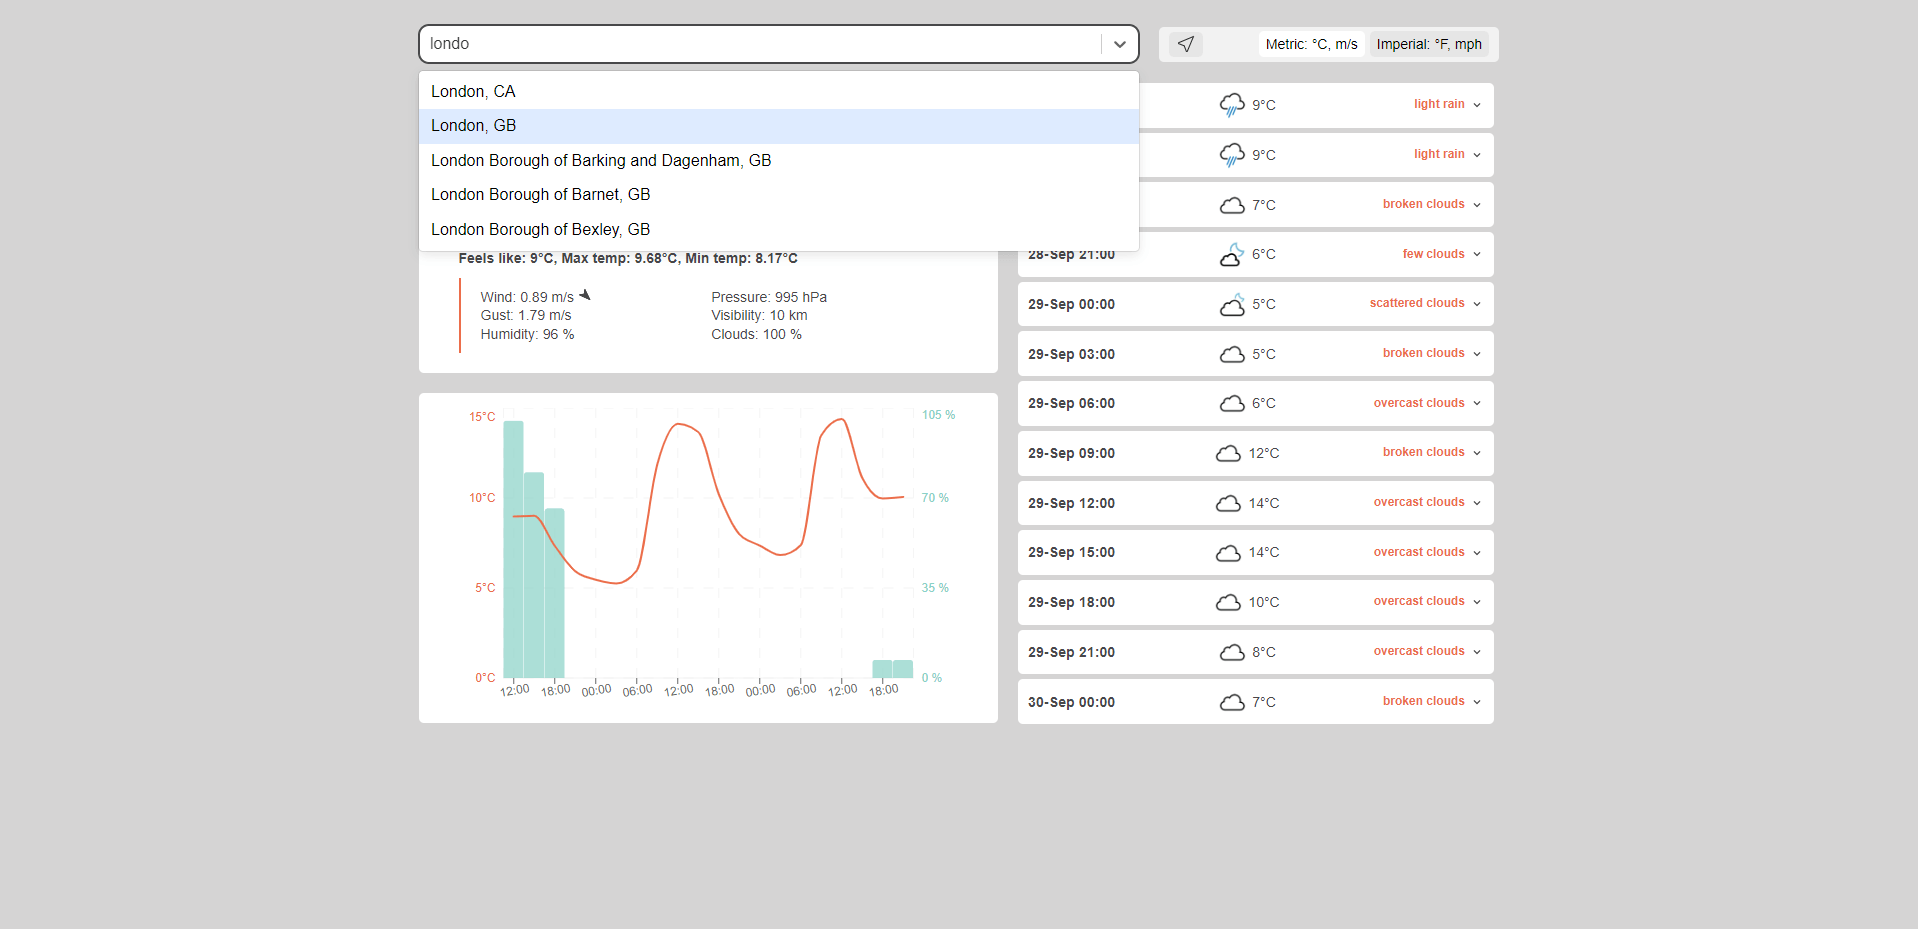 londo
Metric: °C, m/s
Imperial: °F, mph
London, CA
London, GB
London Borough of Barking and Dagenham, GB
London Borough of Barnet, GB
London Borough of Bexley, GB
Feels like: 9°C, Max temp: 9.68°C, Min temp: 8.17°C
Wind: 0.89 m/s
Gust: 1.79 m/s
Humidity: 96 %
Pressure: 995 hPa
Visibility: 10 km
Clouds: 100 %
15°C
10°C
5°C
0°C
105 %
70 %
35 %
0 %
12:00 18:00 00:00 06:00 12:00 18:00 00:00 06:00 12:00 18:00
9°C light rain
9°C light rain
7°C broken clouds
28-Sep 21:00 6°C few clouds
29-Sep 00:00 5°C scattered clouds
29-Sep 03:00 5°C broken clouds
29-Sep 06:00 6°C overcast clouds
29-Sep 09:00 12°C broken clouds
29-Sep 12:00 14°C overcast clouds
29-Sep 15:00 14°C overcast clouds
29-Sep 18:00 10°C overcast clouds
29-Sep 21:00 8°C overcast clouds
30-Sep 00:00 7°C broken clouds